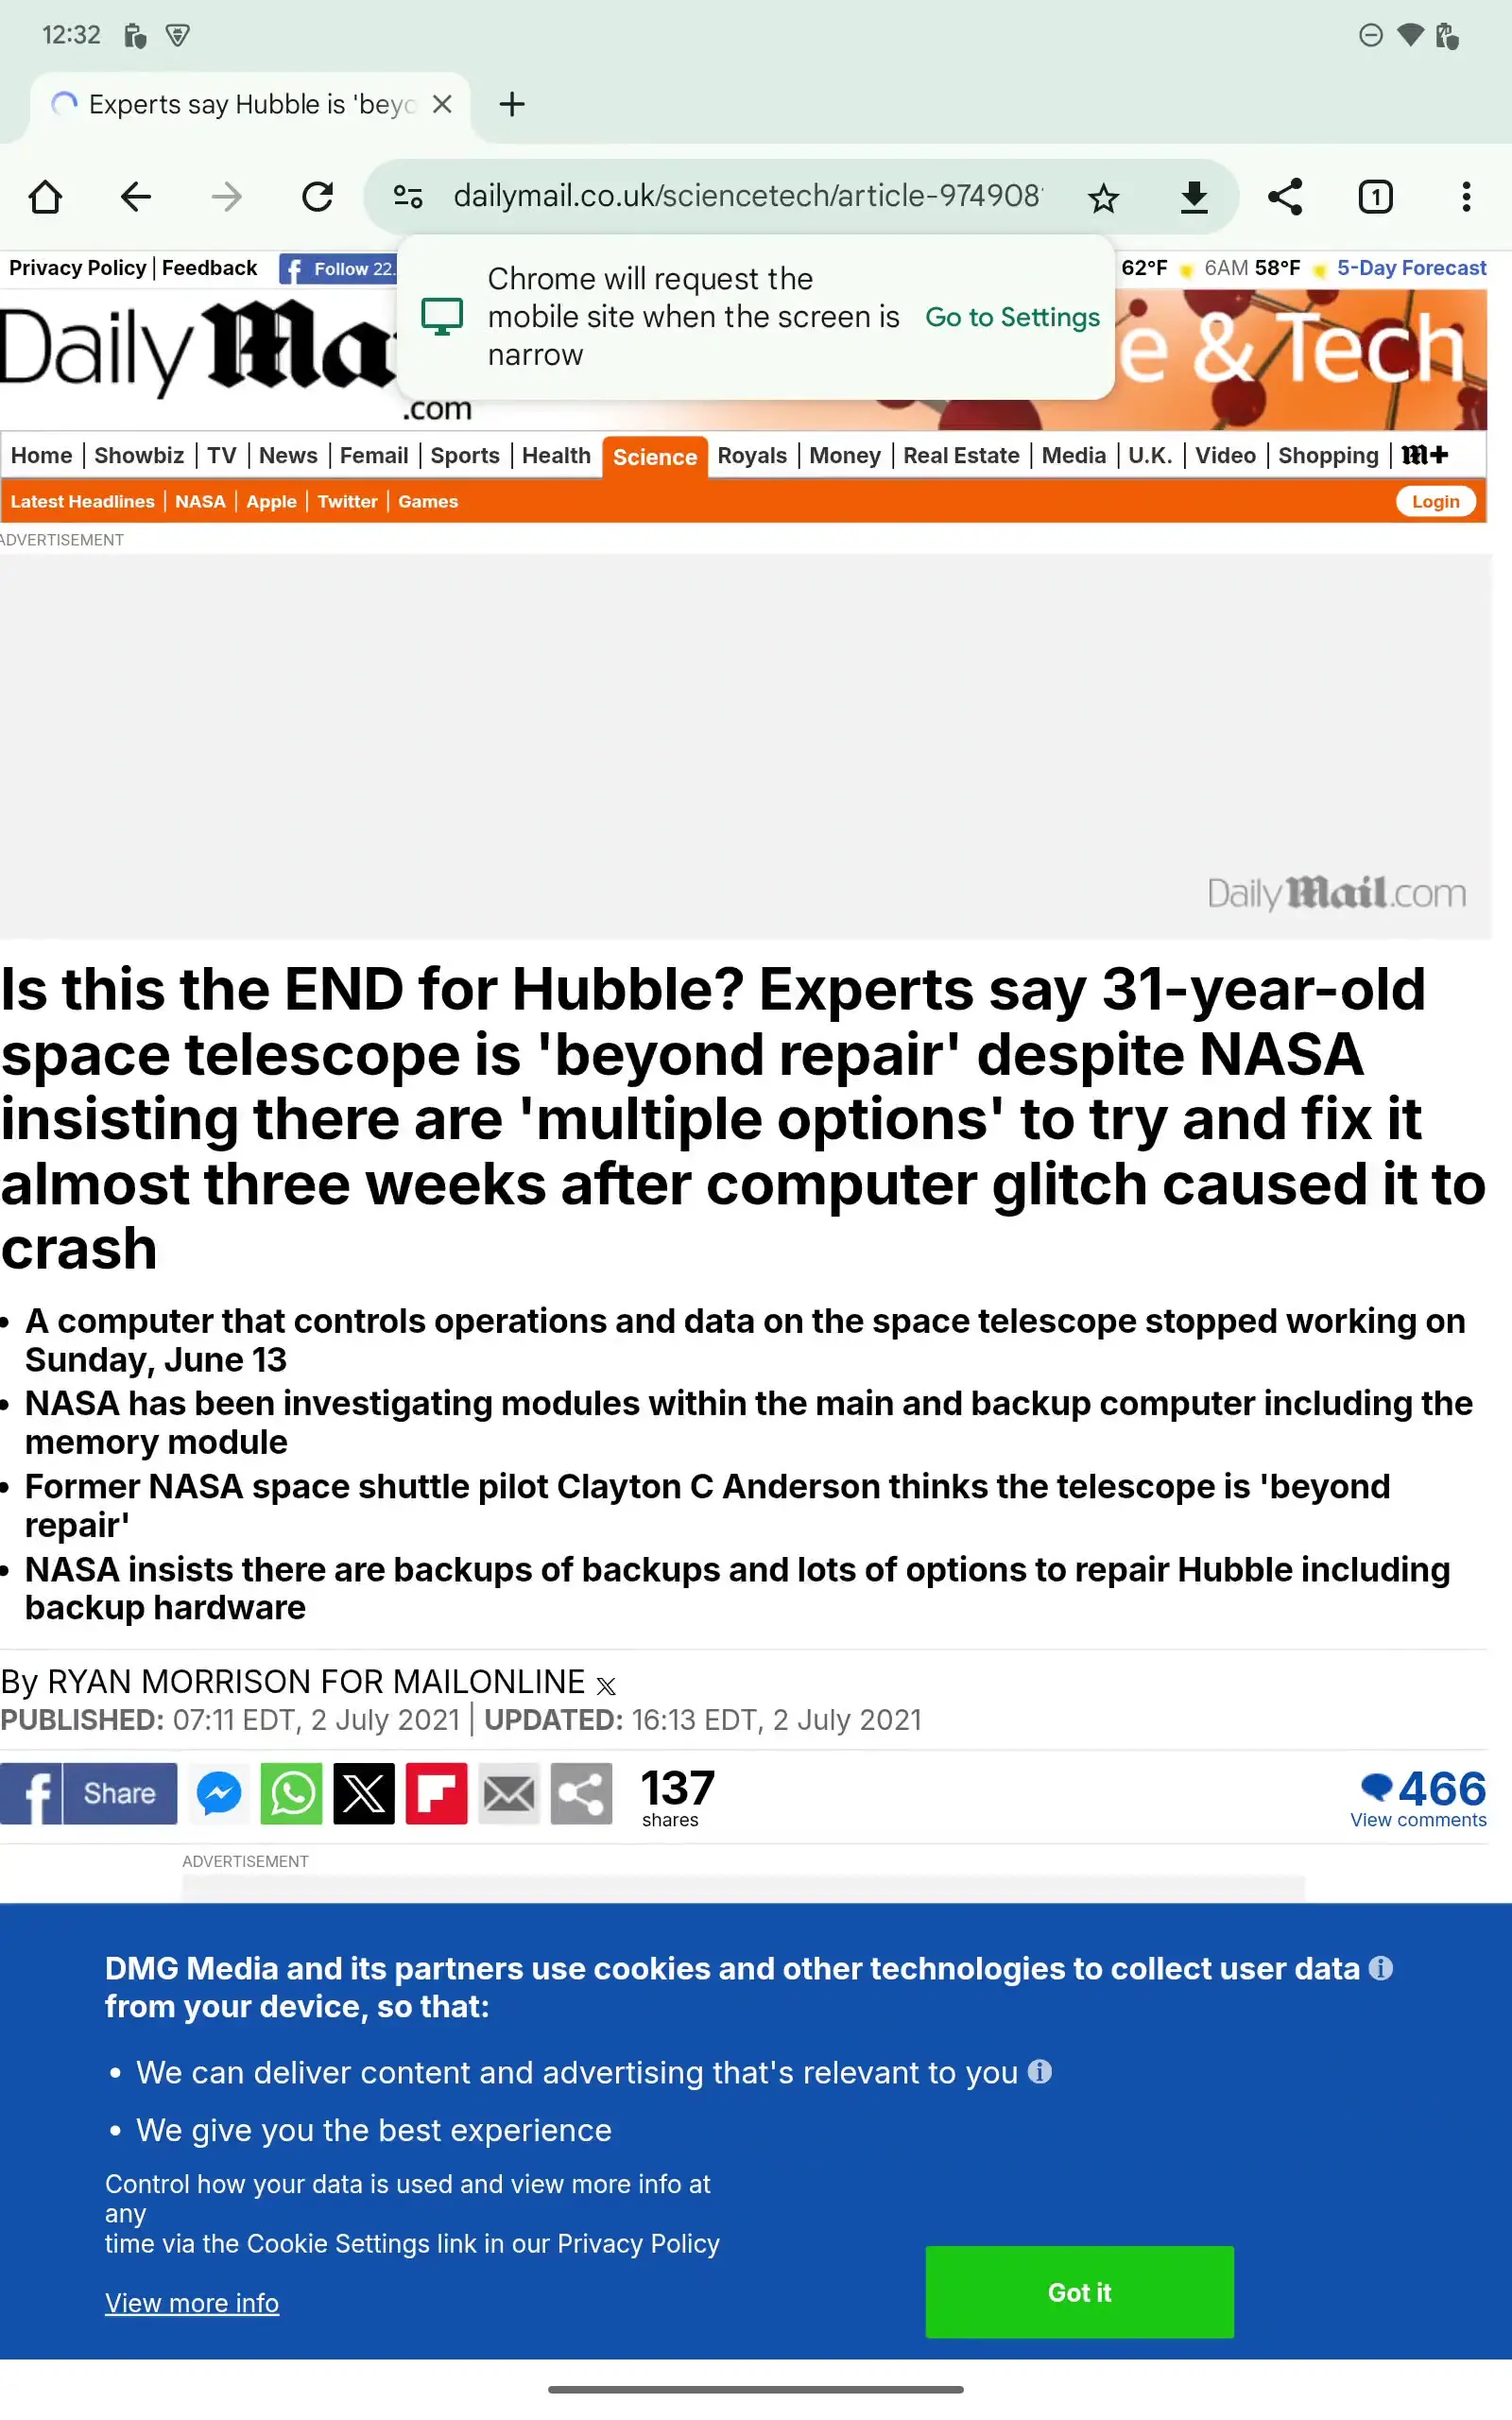 12:32
Experts say Hubble is 'beyo
dailymail.co.uk/sciencetech/article-974908
1
Chrome will request the
mobile site when the screen is
narrow
Go to Settings
Privacy Policy | Feedback
Follow 22.
62°F 6AM 58°F 5-Day Forecast
Daily Ma
.com
e & Tech
Home | Showbiz | TV | News | Femail | Sports | Health Science Royals | Money | Real Estate | Media | U.K. | Video | Shopping | m+
Latest Headlines | NASA | Apple | Twitter | Games
Login
ADVERTISEMENT
Daily Mail.com
Is this the END for Hubble? Experts say 31-year-old
space telescope is 'beyond repair' despite NASA
insisting there are 'multiple options' to try and fix it
almost three weeks after computer glitch caused it to
crash
• A computer that controls operations and data on the space telescope stopped working on
Sunday, June 13
• NASA has been investigating modules within the main and backup computer including the
memory module
• Former NASA space shuttle pilot Clayton C Anderson thinks the telescope is 'beyond
repair'
• NASA insists there are backups of backups and lots of options to repair Hubble including
backup hardware
By RYAN MORRISON FOR MAILONLINE
PUBLISHED: 07:11 EDT, 2 July 2021 | UPDATED: 16:13 EDT, 2 July 2021
Share
137
shares
466
View comments
ADVERTISEMENT
DMG Media and its partners use cookies and other technologies to collect user data
from your device, so that:
• We can deliver content and advertising that's relevant to you
• We give you the best experience
Control how your data is used and view more info at
any
time via the Cookie Settings link in our Privacy Policy
View more info
Got it